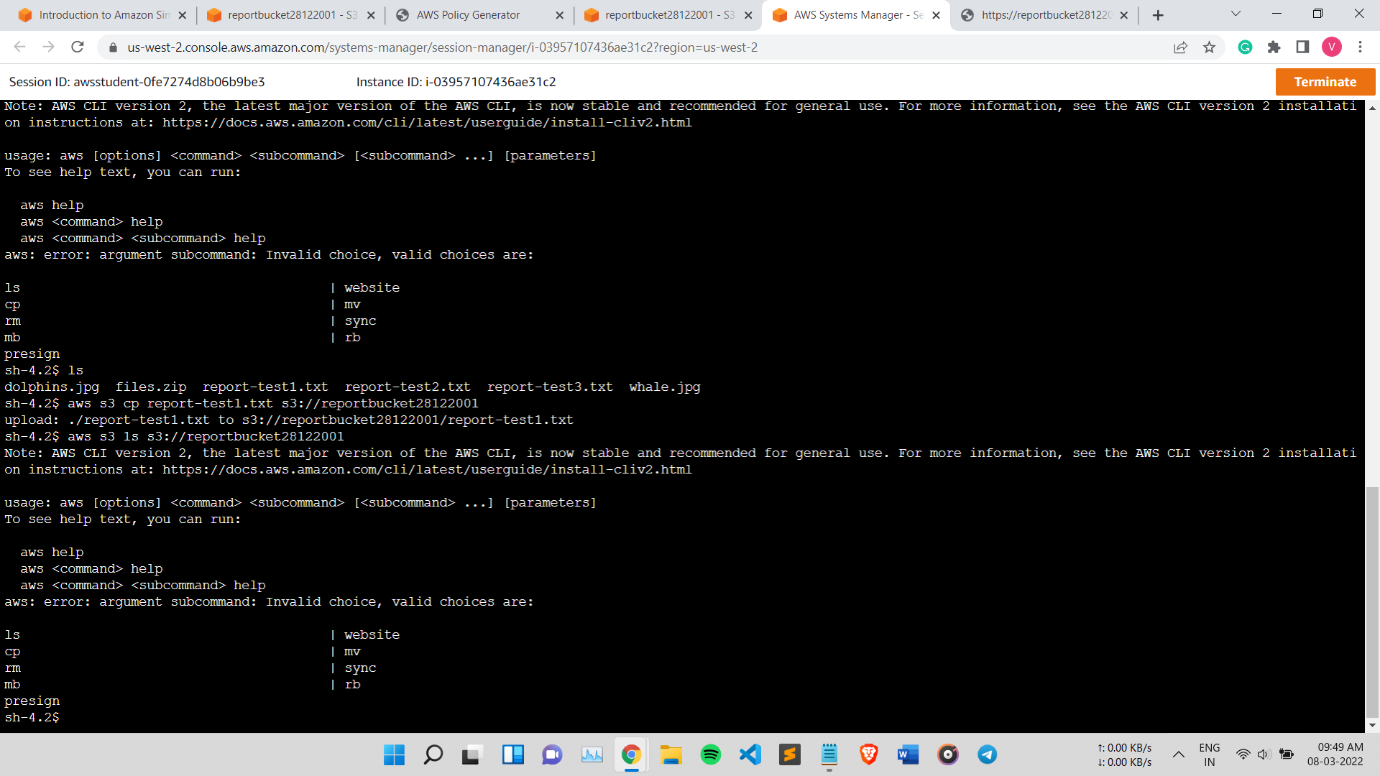 Introduction to Amazon Sim
reportbucket28122001 - S3
AWS Policy Generator
reportbucket28122001 - S3
AWS Systems Manager - Se
https://reportbucket281220
us-west-2.console.aws.amazon.com/systems-manager/session-manager/i-03957107436ae31c2?region=us-west-2
V
Session ID: awsstudent-0fe7274d8b06b9be3
Instance ID: i-03957107436ae31c2
Terminate
Note: AWS CLI version 2, the latest major version of the AWS CLI, is now stable and recommended for general use. For more information, see the AWS CLI version 2 installati
on instructions at: https://docs.aws.amazon.com/cli/latest/userguide/install-cliv2.html
usage: aws [options] <command> <subcommand> [<subcommand> ...] [parameters]
To see help text, you can run:
aws help
aws <command> help
aws <command> <subcommand> help
aws: error: argument subcommand: Invalid choice, valid choices are:
ls | website
cp | mv
rm | sync
mb | rb
presign
sh-4.2$ ls
dolphins.jpg files.zip report-test1.txt report-test2.txt report-test3.txt whale.jpg
sh-4.2$ aws s3 cp report-test1.txt s3://reportbucket28122001
upload: ./report-test1.txt to s3://reportbucket28122001/report-test1.txt
sh-4.2$ aws s3 1s s3://reportbucket28122001
Note: AWS CLI version 2, the latest major version of the AWS CLI, is now stable and recommended for general use. For more information, see the AWS CLI version 2 installati
on instructions at: https://docs.aws.amazon.com/cli/latest/userguide/install-cliv2.html
usage: aws [options] <command> <subcommand> [<subcommand> ...] [parameters]
To see help text, you can run:
aws help
aws <command> help
aws <command> <subcommand> help
aws: error: argument subcommand: Invalid choice, valid choices are:
ls | website
cp | mv
rm | sync
mb | rb
presign
sh-4.2$
↑: 0.00 KB/s
↓: 0.00 KB/s
ENG
IN
09:49 AM
08-03-2022